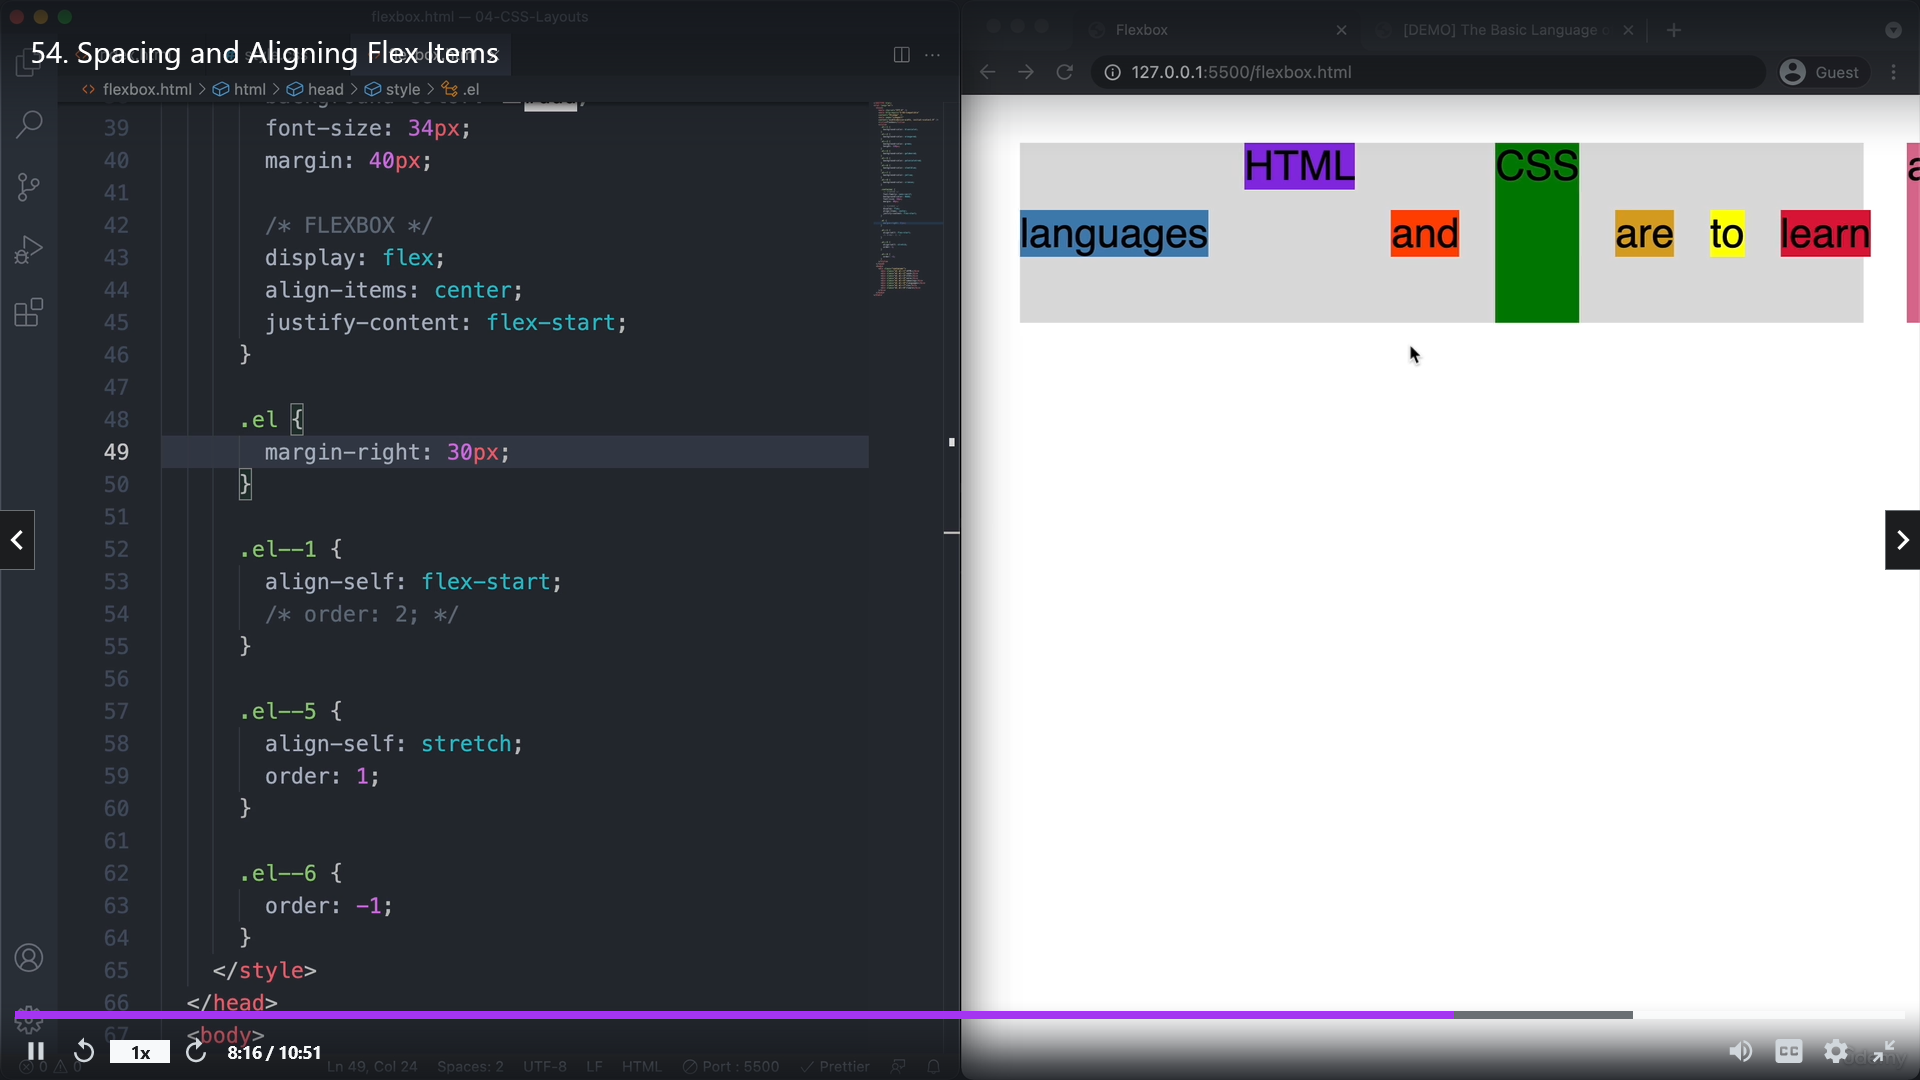 flexbox.html — 04-CSS-Layouts
54. Spacing and Aligning Flex Items
flexbox.html > html > head > style > .el
39 font-size: 34px;
40 margin: 40px;
41
42 /* FLEXBOX */
43 display: flex;
44 align-items: center;
45 justify-content: flex-start;
46 }
47
48 .el {
49 margin-right: 30px;
50 }
51
52 .el--1 {
53 align-self: flex-start;
54 /* order: 2; */
55 }
56
57 .el--5 {
58 align-self: stretch;
59 order: 1;
60 }
61
62 .el--6 {
63 order: -1;
64 }
65 </style>
66 </head>
67 <body>
1x 8:16 / 10:51
Ln 49, Col 24 Spaces: 2 UTF-8 LF HTML Port : 5500 Prettier
Flexbox
[DEMO] The Basic Language o
127.0.0.1:5500/flexbox.html
Guest
HTML CSS
languages and are to learn
CC